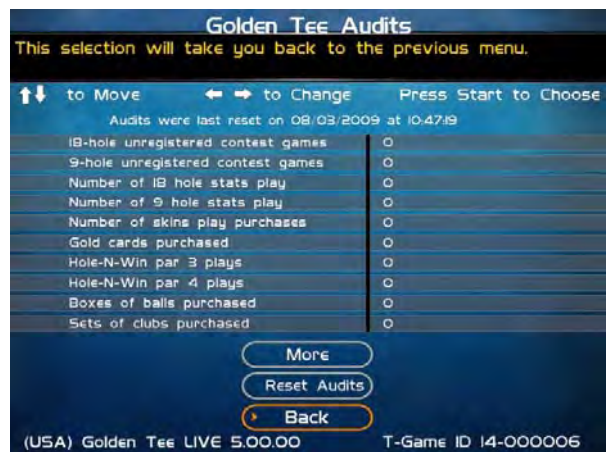 Golden Tee Audits
This selection will take you back to the previous menu.
to Move to Change Press Start to Choose
Audits were last reset on 08/03/2009 at 10:47:19
18-hole unregistered contest games 0
9-hole unregistered contest games 0
Number of 18 hole stats play 0
Number of 9 hole stats play 0
Number of skins play purchases 0
Gold cards purchased 0
Hole-N-Win par 3 plays 0
Hole-N-Win par 4 plays 0
Boxes of balls purchased 0
Sets of clubs purchased 0
More
Reset Audits
Back
(USA) Golden Tee LIVE 5.00.00 T-Game ID 14-000006